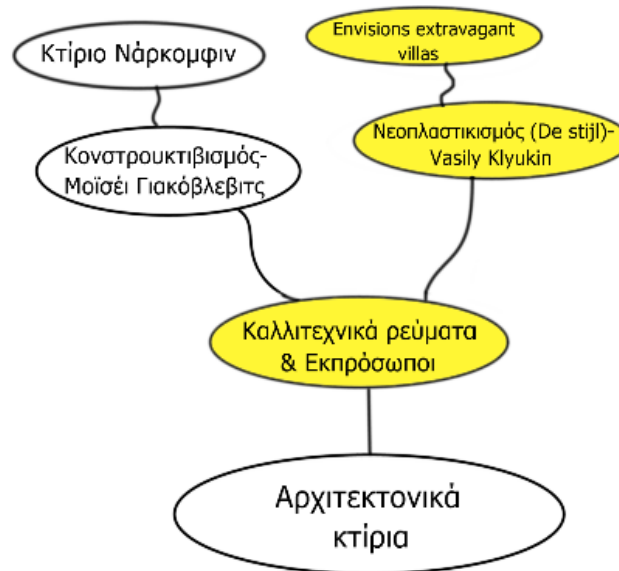 Κτίριο Νάρκομφιν
Envisions extravagant
villas
Κονστρουκτιβισμός-
Μοϊσέι Γιακόβλεβιτς
Νεοπλαστικισμός (De stijl)-
Vasily Klyukin
Καλλιτεχνικά ρεύματα
& Εκπρόσωποι
Αρχιτεκτονικά
κτίρια